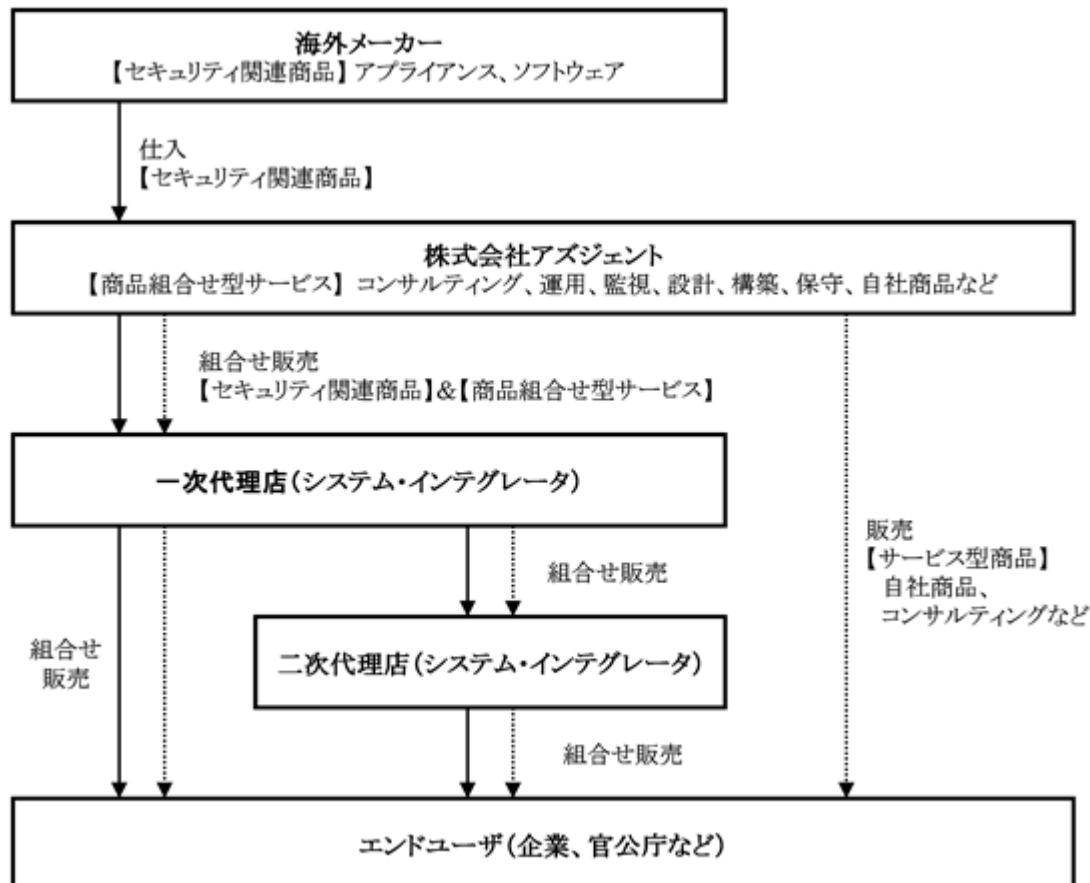 海外メーカー
【セキュリティ関連商品】アプライアンス、ソフトウェア
仕入
【セキュリティ関連商品】
株式会社アズジェント
【商品組合せ型サービス】 コンサルティング、運用、監視、設計、構築、保守、自社商品など
組合せ販売
【セキュリティ関連商品】&【商品組合せ型サービス】
一次代理店(システム・インテグレータ)
組合せ販売
販売
【サービス型商品】
自社商品、
コンサルティングなど
組合せ
販売
二次代理店(システム・インテグレータ)
組合せ販売
エンドユーザ(企業、官公庁など)